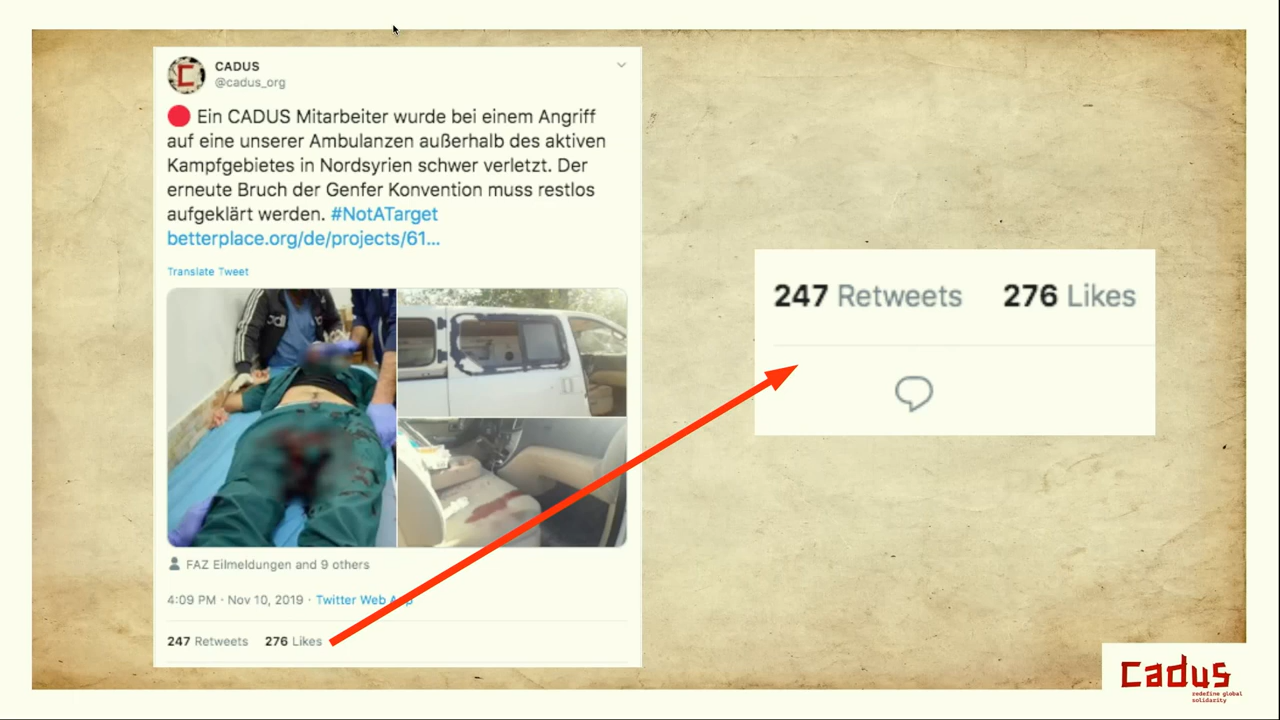 CADUS
@cadus_org
🔴 Ein CADUS Mitarbeiter wurde bei einem Angriff
auf eine unserer Ambulanzen außerhalb des aktiven
Kampfgebietes in Nordsyrien schwer verletzt. Der
erneute Bruch der Genfer Konvention muss restlos
aufgeklärt werden. #NotATarget
betterplace.org/de/projects/61...
Translate Tweet
FAZ Eilmeldungen and 9 others
4:09 PM · Nov 10, 2019 · Twitter Web App
247 Retweets 276 Likes
247 Retweets 276 Likes
cadus
redefine global
solidarity